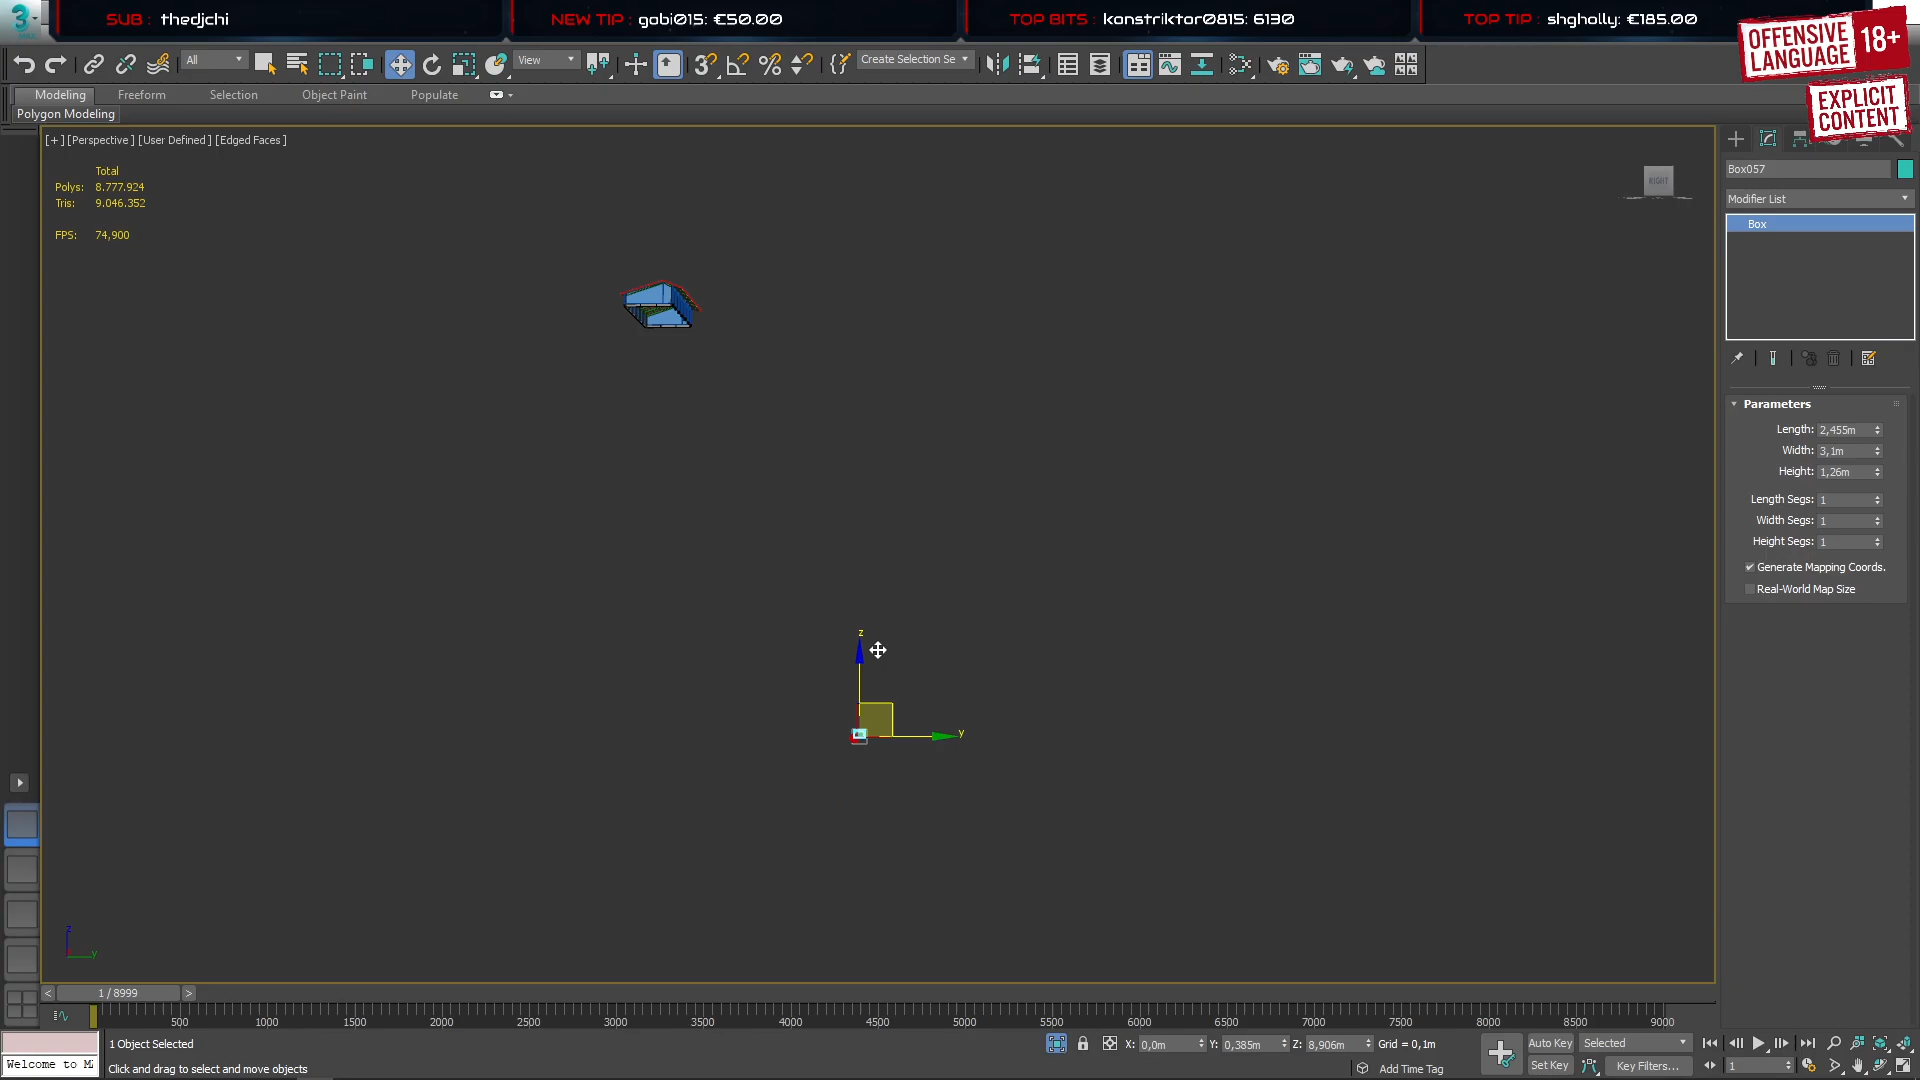 SUB : thedjchi
NEW TIP : gabi015: €50.00
TOP BITS : konstriktor0815: 6130
TOP TIP : shgholly: €185.00
OFFENSIVE LANGUAGE 18+
EXPLICIT CONTENT
3
All
View
Create Selection Se
Modeling
Freeform
Selection
Object Paint
Populate
Polygon Modeling
[+] [Perspective] [User Defined] [Edged Faces]
Total
Polys: 8.777.924
Tris: 9.046.352
FPS: 74,900
RIGHT
z
y
z
y
Box057
Modifier List
Box
Parameters
Length: 2,455m
Width: 3,1m
Height: 1,26m
Length Segs: 1
Width Segs: 1
Height Segs: 1
Generate Mapping Coords.
Real-World Map Size
< 1 / 8999 >
500 1000 1500 2000 2500 3000 3500 4000 4500 5000 5500 6000 6500 7000 7500 8000 8500 9000
1 Object Selected
X: 0,0m Y: 0,385m Z: 8,906m Grid = 0,1m
Auto Key Selected
Welcome to M
Click and drag to select and move objects
Add Time Tag
Set Key Key Filters... 1